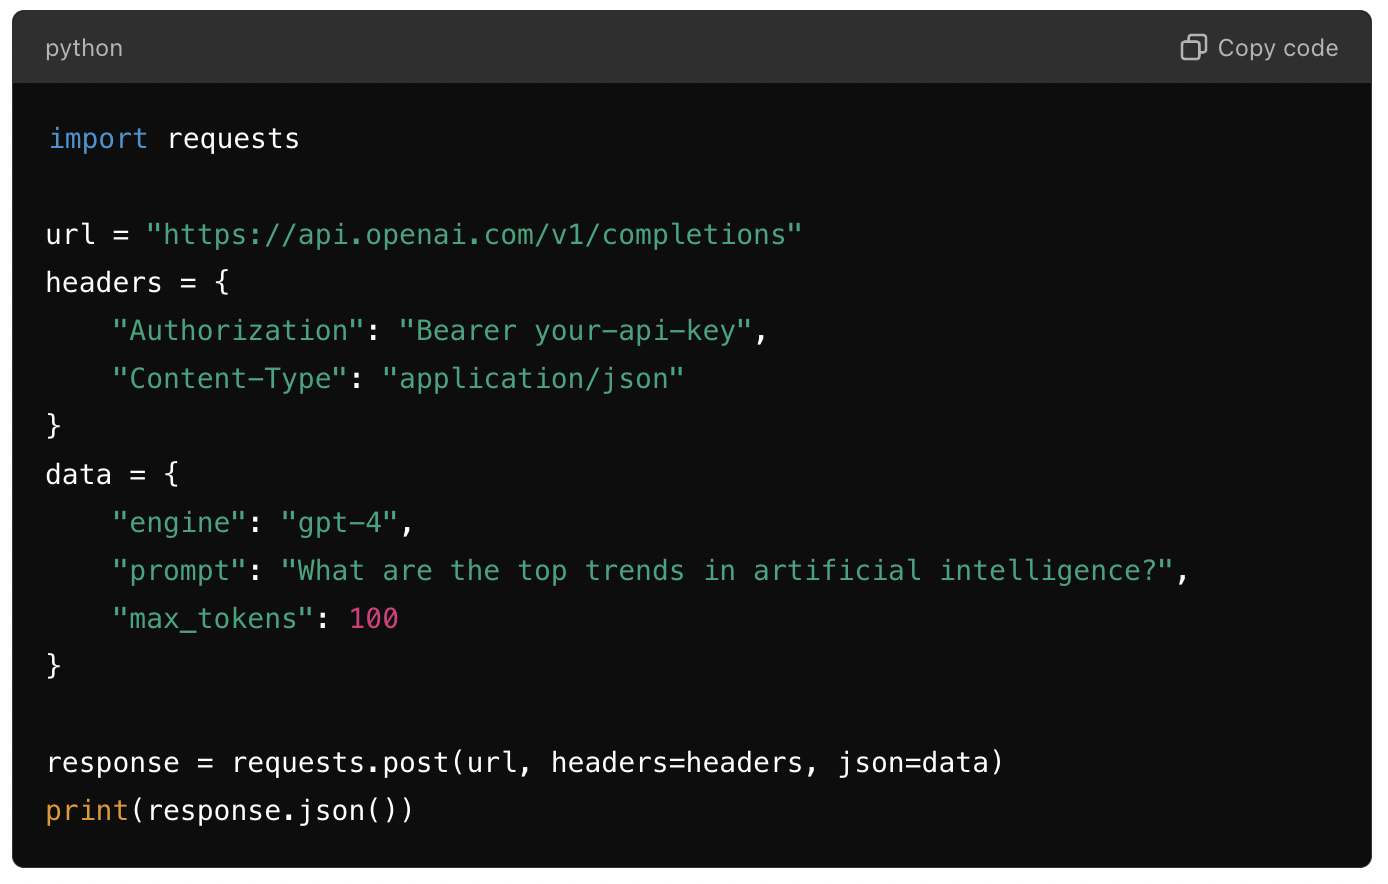 python
Copy code
import requests
url = "https://api.openai.com/v1/completions"
headers = {
    "Authorization": "Bearer your-api-key",
    "Content-Type": "application/json"
}
data = {
    "engine": "gpt-4",
    "prompt": "What are the top trends in artificial intelligence?",
    "max_tokens": 100
}
response = requests.post(url, headers=headers, json=data)
print(response.json())